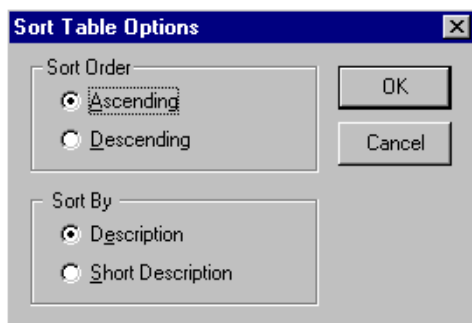 Sort Table Options
Sort Order
Ascending
Descending
OK
Cancel
Sort By
Description
Short Description